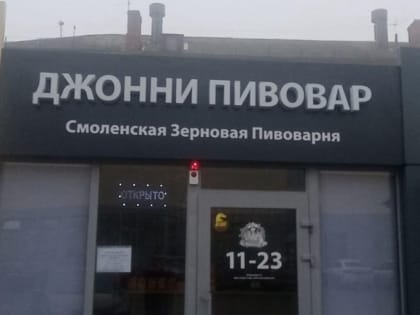 ДЖОННИ ПИВОВАР
Смоленская Зерновая Пивоварня
ОТКРЫТО
11-23